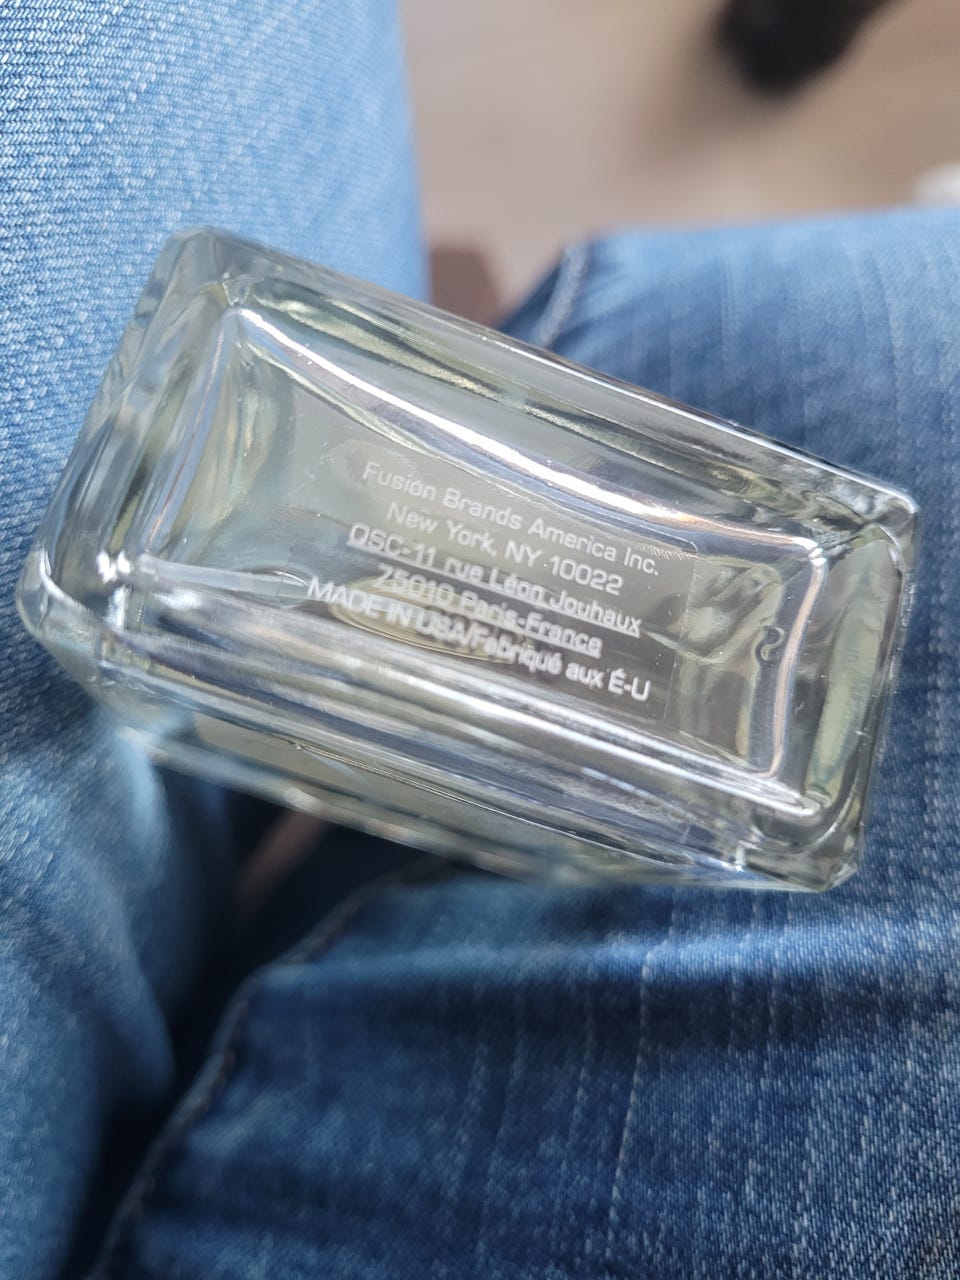 Fusion Brands America Inc.
New York, NY 10022
QSC-11 rue Léon Jouhaux
75010 Paris-France
MADE IN USA/Fabriqué aux É-U